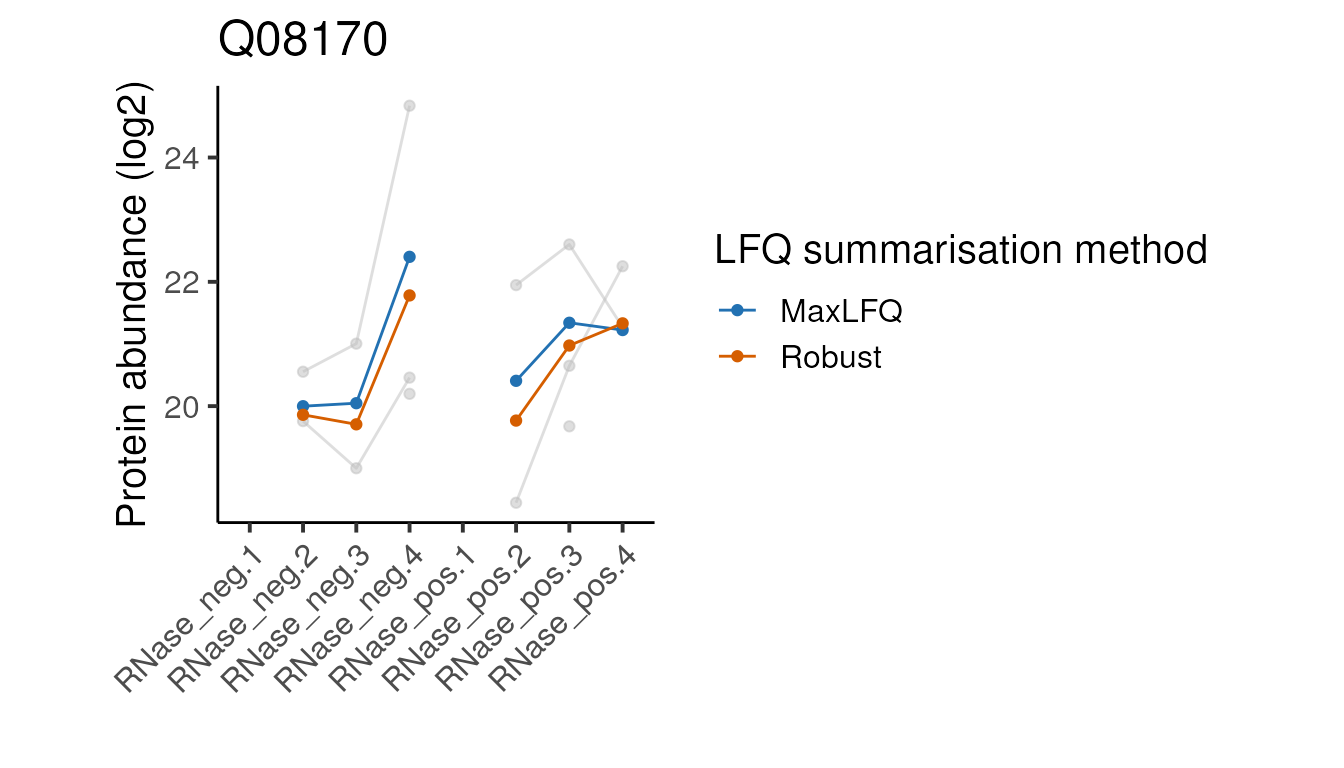 Q08170
Protein abundance (log2)
24
22
20
RNase_neg.1
RNase_neg.2
RNase_neg.3
RNase_neg.4
RNase_pos.1
RNase_pos.2
RNase_pos.3
RNase_pos.4
LFQ summarisation method
MaxLFQ
Robust